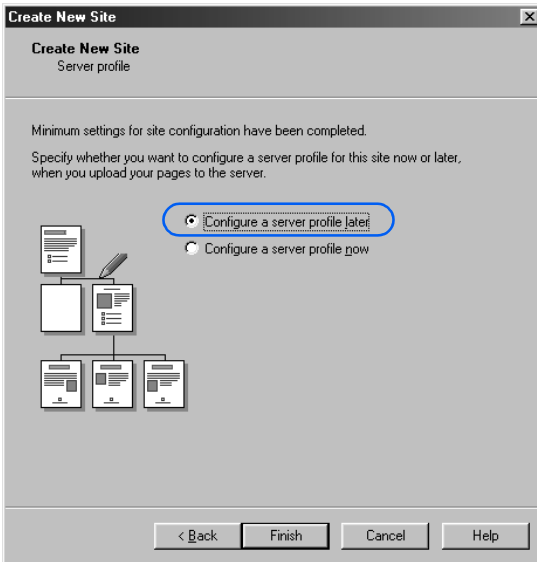 Create New Site
Create New Site
Server profile
Minimum settings for site configuration have been completed.
Specify whether you want to configure a server profile for this site now or later,
when you upload your pages to the server.
Configure a server profile later
Configure a server profile now
< Back Finish Cancel Help